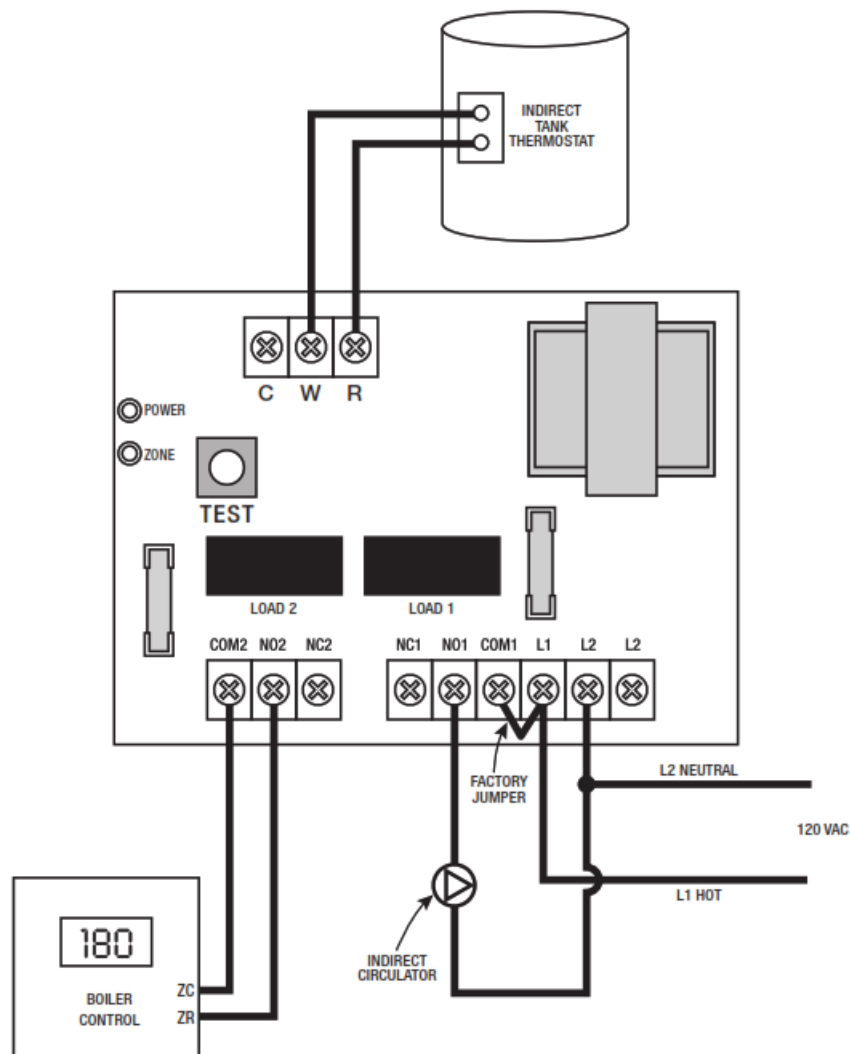 INDIRECT
TANK
THERMOSTAT
C W R
POWER
ZONE
TEST
LOAD 2 LOAD 1
COM2 NO2 NC2 NC1 NO1 COM1 L1 L2 L2
FACTORY
JUMPER
L2 NEUTRAL
120 VAC
L1 HOT
INDIRECT
CIRCULATOR
180
BOILER
CONTROL
ZC
ZR